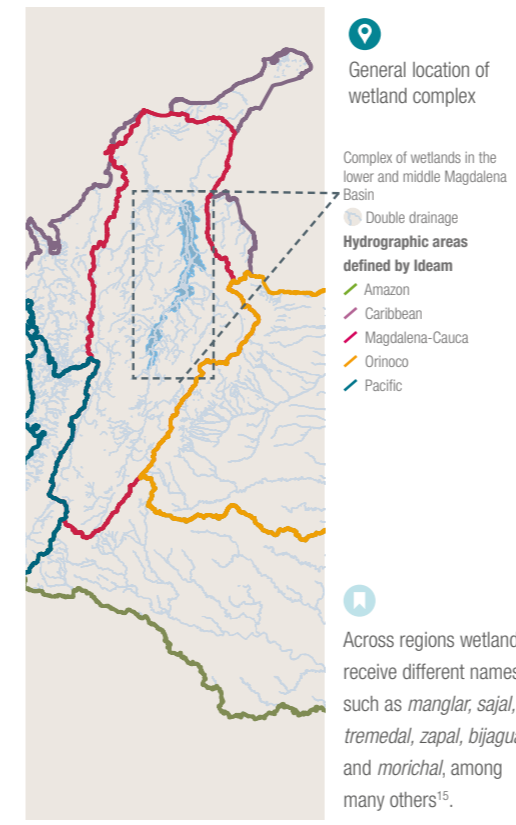 General location of
wetland complex
Complex of wetlands in the
lower and middle Magdalena
Basin
Double drainage
Hydrographic areas
defined by Ideam
Amazon
Caribbean
Magdalena-Cauca
Orinoco
Pacific
Across regions wetland
receive different names
such as manglar, sajal,
tremedal, zapal, bijagua
and morichal, among
many others¹⁵.